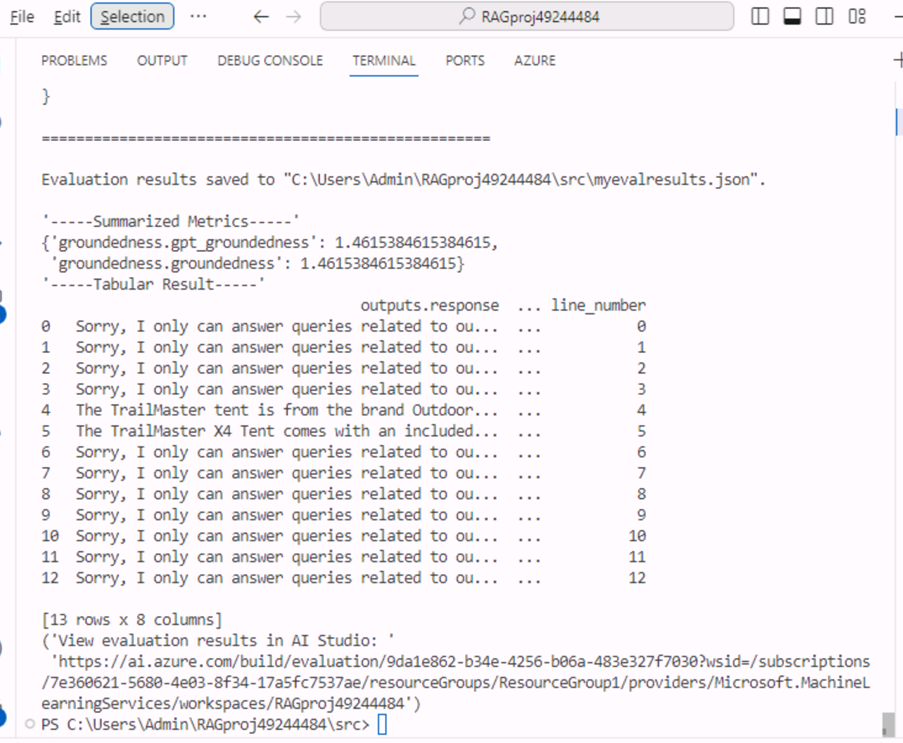 File Edit Selection ... RAGproj49244484
PROBLEMS OUTPUT DEBUG CONSOLE TERMINAL PORTS AZURE
}
======================================================
Evaluation results saved to "C:\Users\Admin\RAGproj49244484\src\myevalresults.json".
'-----Summarized Metrics-----'
{'groundedness.gpt_groundedness': 1.4615384615384615,
 'groundedness.groundedness': 1.4615384615384615}
'-----Tabular Result-----'
outputs.response ... line_number
0 Sorry, I only can answer queries related to ou... ... 0
1 Sorry, I only can answer queries related to ou... ... 1
2 Sorry, I only can answer queries related to ou... ... 2
3 Sorry, I only can answer queries related to ou... ... 3
4 The TrailMaster tent is from the brand Outdoor... ... 4
5 The TrailMaster X4 Tent comes with an included... ... 5
6 Sorry, I only can answer queries related to ou... ... 6
7 Sorry, I only can answer queries related to ou... ... 7
8 Sorry, I only can answer queries related to ou... ... 8
9 Sorry, I only can answer queries related to ou... ... 9
10 Sorry, I only can answer queries related to ou... ... 10
11 Sorry, I only can answer queries related to ou... ... 11
12 Sorry, I only can answer queries related to ou... ... 12
[13 rows x 8 columns]
('View evaluation results in AI Studio: '
 'https://ai.azure.com/build/evaluation/9da1e862-b34e-4256-b06a-483e327f7030?wsid=/subscriptions
/7e360621-5680-4e03-8f34-17a5fc7537ae/resourceGroups/ResourceGroup1/providers/Microsoft.MachineL
earningServices/workspaces/RAGproj49244484')
PS C:\Users\Admin\RAGproj49244484\src>